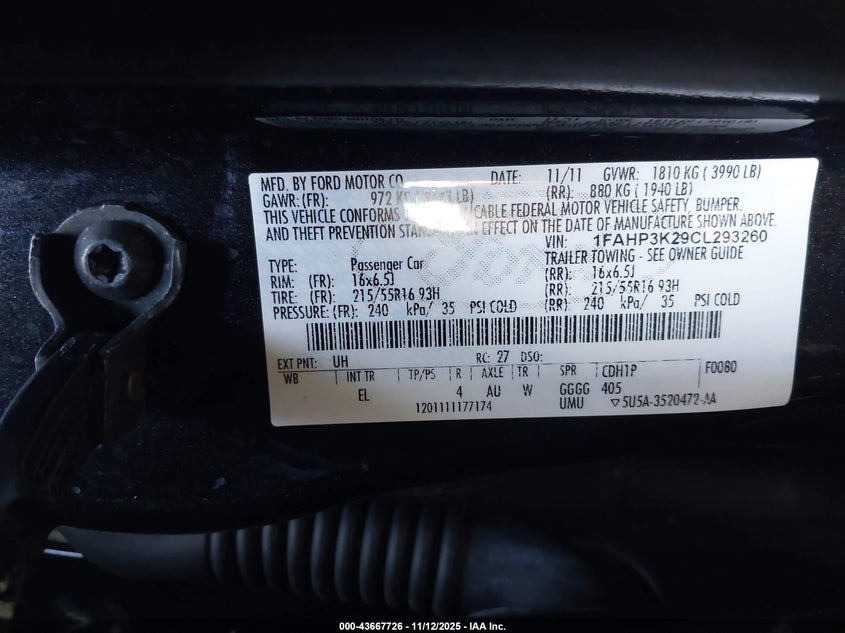 MFD. BY FORD MOTOR CO. DATE: 11/11 GVWR: 1810 KG ( 3990 LB)
GAWR: (FR): 972 KG LB) (RR): 880 KG ( 1940 LB)
THIS VEHICLE CONFORMS FEDERAL MOTOR VEHICLE SAFETY, BUMPER,
AND THEFT PREVENTION IN EFFECT ON THE DATE OF MANUFACTURE SHOWN ABOVE.
VIN: 1FAHP3K29CL293260
TYPE: Passenger Car TRAILER TOWING - SEE OWNER GUIDE
RIM: (FR): 16x6.5J (RR): 16x6.5J
TIRE: (FR): 215/55R16 93H (RR): 215/55R16 93H
PRESSURE: (FR): 240 kPa/ 35 PSI COLD (RR): 240 kPa/ 35 PSI COLD
EXT PNT: UH RC: 27 DSO:
WB INT TR TP/PS R AXLE TR SPR CDH1P F0080
EL 4 AU W GGGG 405
1201111177174 UMU ▽5U5A-3520472-AA
000-43667726 - 11/12/2025 - IAA Inc.